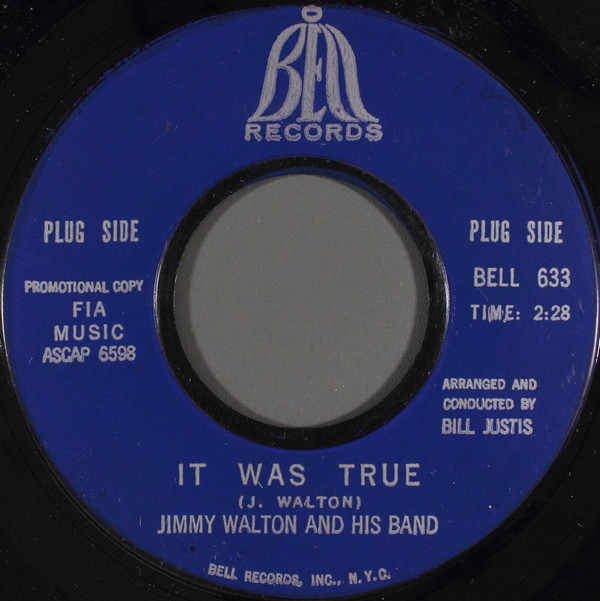 BELL
RECORDS
PLUG SIDE
PROMOTIONAL COPY
FIA
MUSIC
ASCAP 6598
PLUG SIDE
BELL 633
TIME: 2:28
ARRANGED AND
CONDUCTED BY
BILL JUSTIS
IT WAS TRUE
(J. WALTON)
JIMMY WALTON AND HIS BAND
BELL RECORDS, INC., N.Y.C.